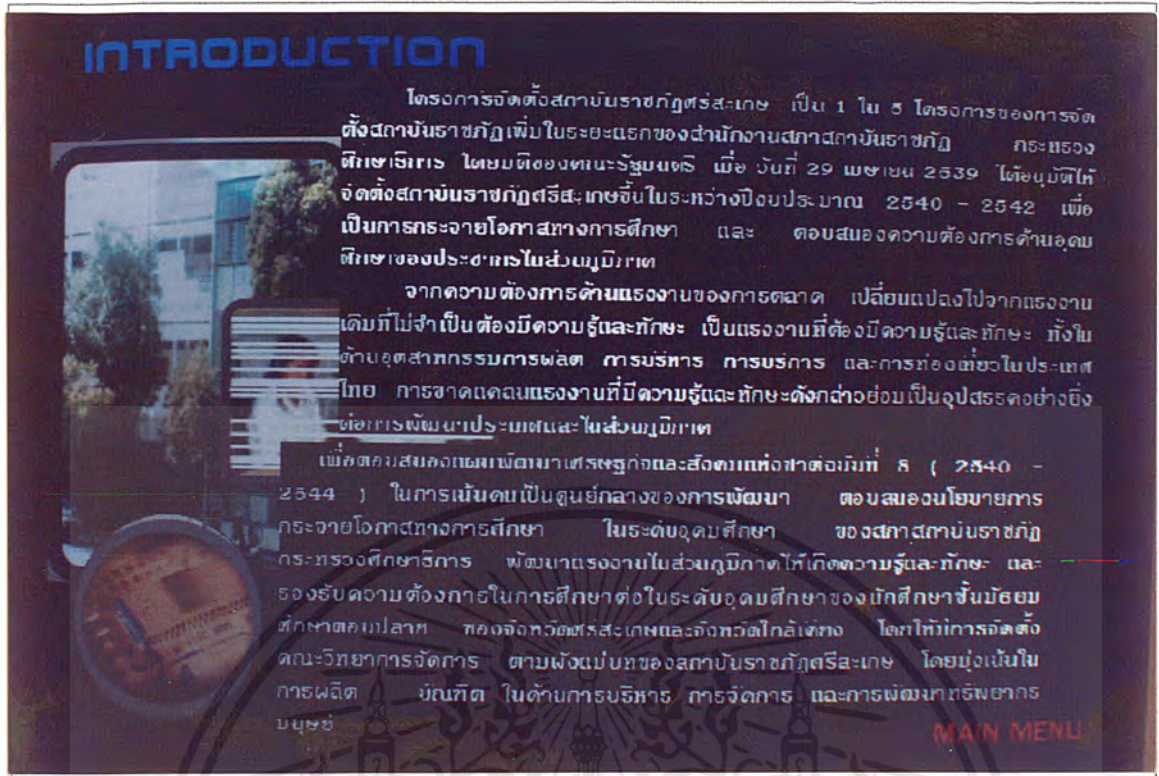 INTRODUCTION
โครงการจัดตั้งสถาบันราชภัฏศรีสะเกษ เป็น 1 ใน 5 โครงการของการจัด
ตั้งสถาบันราชภัฏเพิ่มในระยะแรกของสำนักงานสภาสถาบันราชภัฏ กระทรวง
ศึกษาธิการ โดยมติของคณะรัฐมนตรี เมื่อ วันที่ 29 เมษายน 2539 ได้อนุมัติให้
จัดตั้งสถาบันราชภัฏศรีสะเกษขึ้นในระหว่างปีงบประมาณ 2540 - 2542 เพื่อ
เป็นการกระจายโอกาสทางการศึกษา และ ตอบสนองความต้องการด้านอุดม
ศึกษาของประชากรในส่วนภูมิภาค
จากความต้องการด้านแรงงานของการตลาด เปลี่ยนแปลงไปจากแรงงาน
เดิมที่ไม่จำเป็นต้องมีความรู้และทักษะ เป็นแรงงานที่ต้องมีความรู้และทักษะ ทั้งใน
ด้านอุตสาหกรรมการผลิต การบริหาร การบริการ และการท่องเที่ยวในประเทศ
ไทย การขาดแคลนแรงงานที่มีความรู้และทักษะดังกล่าวย่อมเป็นอุปสรรคอย่างยิ่ง
ต่อการพัฒนาประเทศและในส่วนภูมิภาค
เพื่อตอบสนองแผนพัฒนาเศรษฐกิจและสังคมแห่งชาติฉบับที่ 8 ( 2540 -
2544 ) ในการเน้นคนเป็นศูนย์กลางของการพัฒนา ตอบสนองนโยบายการ
กระจายโอกาสทางการศึกษา ในระดับอุดมศึกษา ของสภาสถาบันราชภัฏ
กระทรวงศึกษาธิการ พัฒนาแรงงานในส่วนภูมิภาคให้เกิดความรู้และทักษะ และ
รองรับความต้องการในการศึกษาต่อในระดับอุดมศึกษาของนักศึกษาชั้นมัธยม
ศึกษาตอนปลาย ของจังหวัดศรีสะเกษและจังหวัดใกล้เคียง โดยให้มีการจัดตั้ง
คณะวิทยาการจัดการ ตามผังแม่บทของสถาบันราชภัฏศรีสะเกษ โดยมุ่งเน้นใน
การผลิต บัณฑิต ในด้านการบริหาร การจัดการ และการพัฒนาทรัพยากร
มนุษย์
MAIN MENU